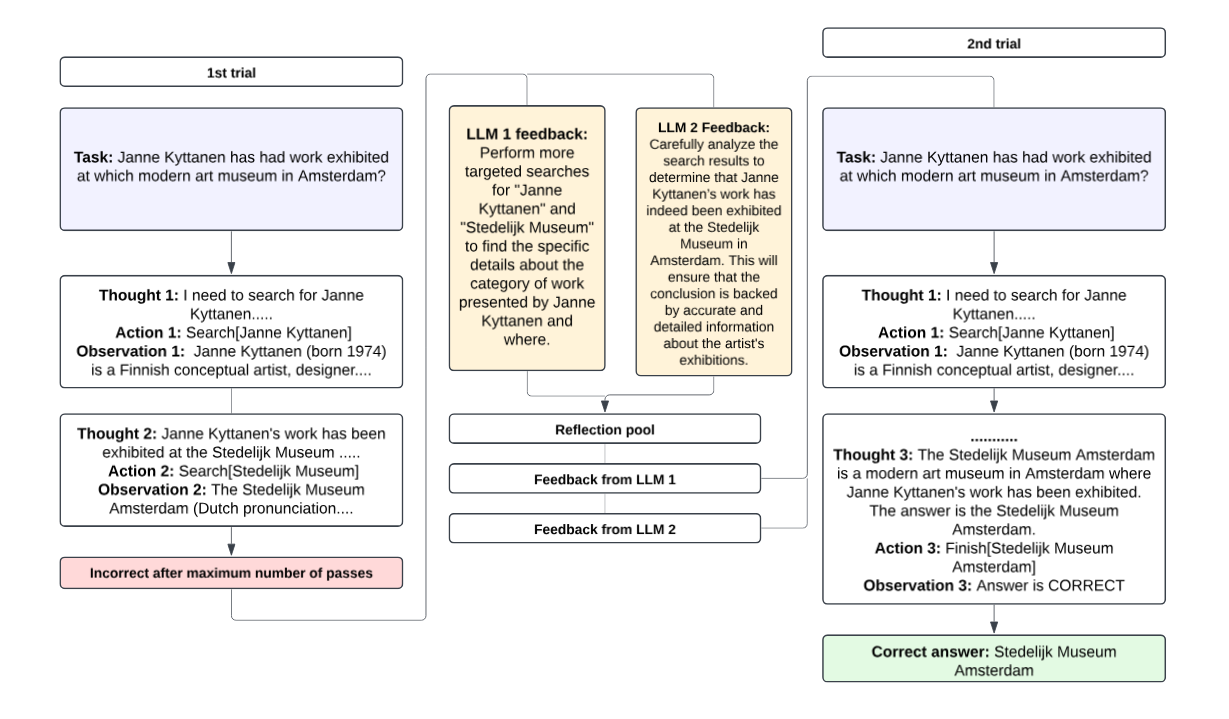 1st trial
Task: Janne Kyttanen has had work exhibited
at which modern art museum in Amsterdam?
Thought 1: I need to search for Janne
Kyttanen.....
Action 1: Search[Janne Kyttanen]
Observation 1:  Janne Kyttanen (born 1974)
is a Finnish conceptual artist, designer....
Thought 2: Janne Kyttanen's work has been
exhibited at the Stedelijk Museum .....
Action 2: Search[Stedelijk Museum]
Observation 2: The Stedelijk Museum
Amsterdam (Dutch pronunciation....
Incorrect after maximum number of passes
LLM 1 feedback:
Perform more
targeted searches
for "Janne
Kyttanen" and
"Stedelijk Museum"
to find the specific
details about the
category of work
presented by Janne
Kyttanen and
where.
LLM 2 Feedback:
Carefully analyze the
search results to
determine that Janne
Kyttanen's work has
indeed been exhibited
at the Stedelijk
Museum in
Amsterdam. This will
ensure that the
conclusion is backed
by accurate and
detailed information
about the artist's
exhibitions.
Reflection pool
Feedback from LLM 1
Feedback from LLM 2
2nd trial
Task: Janne Kyttanen has had work exhibited
at which modern art museum in Amsterdam?
Thought 1: I need to search for Janne
Kyttanen.....
Action 1: Search[Janne Kyttanen]
Observation 1:  Janne Kyttanen (born 1974)
is a Finnish conceptual artist, designer....
...........
Thought 3: The Stedelijk Museum Amsterdam
is a modern art museum in Amsterdam where
Janne Kyttanen's work has been exhibited.
The answer is the Stedelijk Museum
Amsterdam.
Action 3: Finish[Stedelijk Museum
Amsterdam]
Observation 3: Answer is CORRECT
Correct answer: Stedelijk Museum
Amsterdam